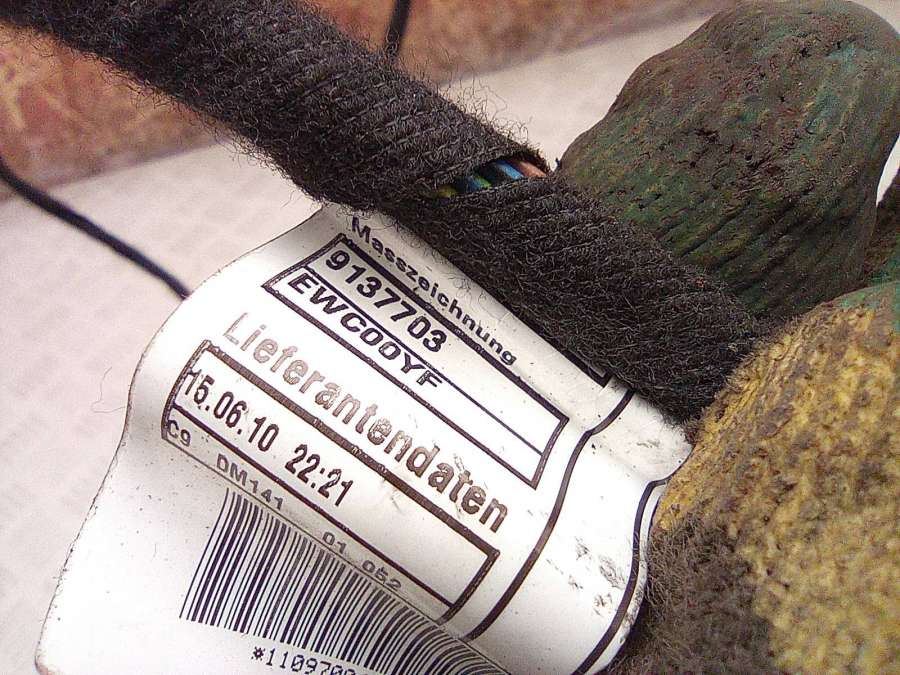 Masszeichnung
9137703
EWC00YF
Lieferantendaten
15.06.10 22:21
C9 DM141 01 052